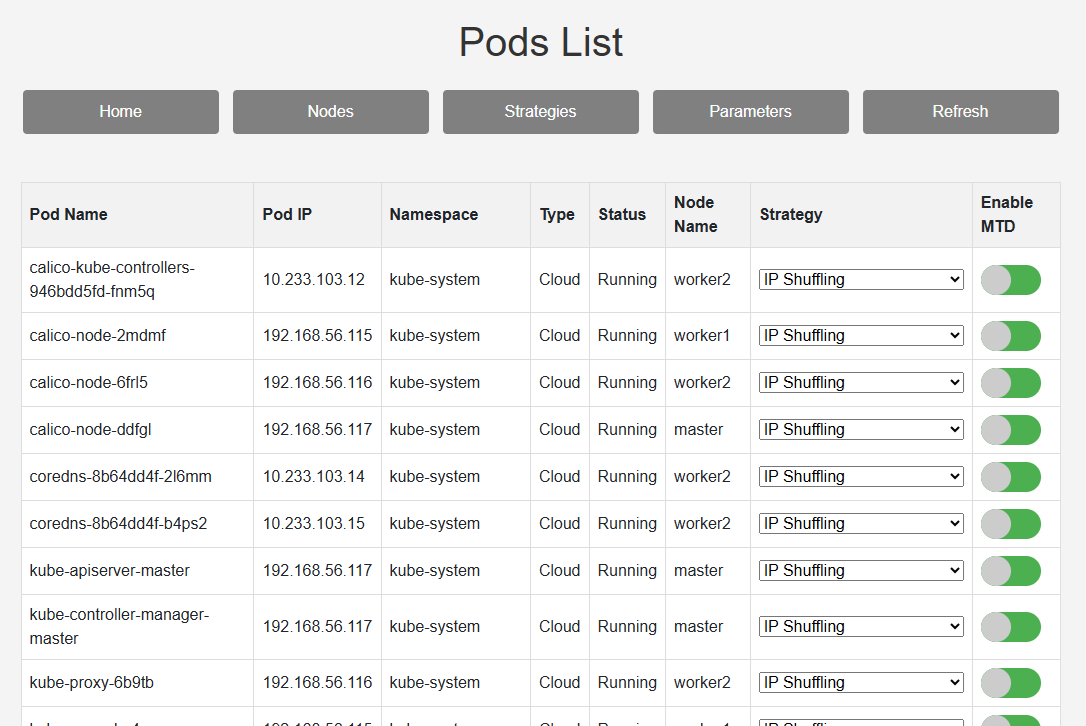 Pods List
Home Nodes Strategies Parameters Refresh
Pod Name Pod IP Namespace Type Status Node Name Strategy Enable MTD
calico-kube-controllers-
946bdd5fd-fnm5q 10.233.103.12 kube-system Cloud Running worker2 IP Shuffling
calico-node-2mdmf 192.168.56.115 kube-system Cloud Running worker1 IP Shuffling
calico-node-6frl5 192.168.56.116 kube-system Cloud Running worker2 IP Shuffling
calico-node-ddfgl 192.168.56.117 kube-system Cloud Running master IP Shuffling
coredns-8b64dd4f-2l6mm 10.233.103.14 kube-system Cloud Running worker2 IP Shuffling
coredns-8b64dd4f-b4ps2 10.233.103.15 kube-system Cloud Running worker2 IP Shuffling
kube-apiserver-master 192.168.56.117 kube-system Cloud Running master IP Shuffling
kube-controller-manager-
master 192.168.56.117 kube-system Cloud Running master IP Shuffling
kube-proxy-6b9tb 192.168.56.116 kube-system Cloud Running worker2 IP Shuffling